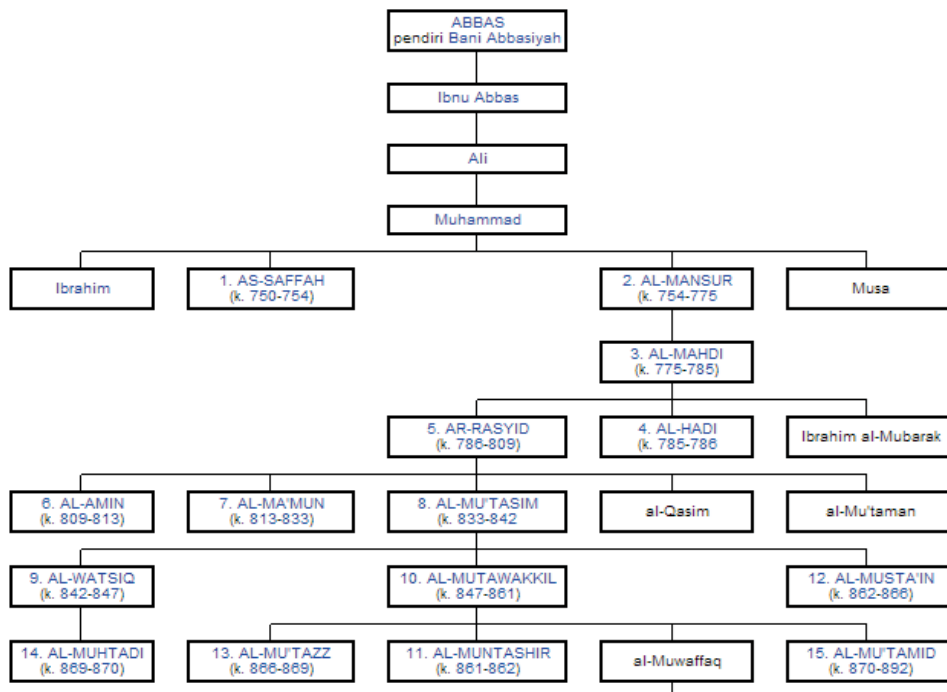 ABBAS
pendiri Bani Abbasiyah
Ibnu Abbas
Ali
Muhammad
Ibrahim
1. AS-SAFFAH
(k. 750-754)
2. AL-MANSUR
(k. 754-775
Musa
3. AL-MAHDI
(k. 775-785)
5. AR-RASYID
(k. 786-809)
4. AL-HADI
(k. 785-786
Ibrahim al-Mubarak
6. AL-AMIN
(k. 809-813)
7. AL-MA'MUN
(k. 813-833)
8. AL-MU'TASIM
(k. 833-842
al-Qasim
al-Mu'taman
9. AL-WATSIQ
(k. 842-847)
10. AL-MUTAWAKKIL
(k. 847-861)
12. AL-MUSTA'IN
(k. 862-866)
14. AL-MUHTADI
(k. 869-870)
13. AL-MU'TAZZ
(k. 866-869)
11. AL-MUNTASHIR
(k. 861-862)
al-Muwaffaq
15. AL-MU'TAMID
(k. 870-892)